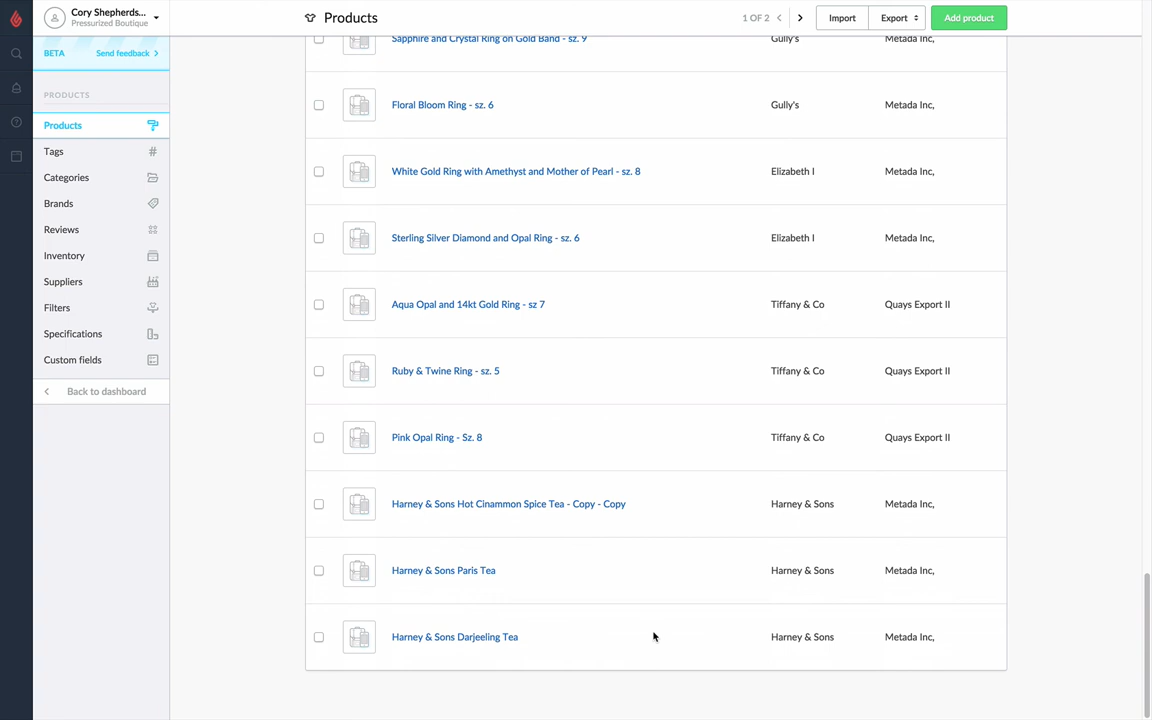 Cory Shepherds...
Pressurized Boutique
Products
1 OF 2
Import
Export
Add product
BETA
Send feedback
PRODUCTS
Products
Tags
Categories
Brands
Reviews
Inventory
Suppliers
Filters
Specifications
Custom fields
Back to dashboard
Sapphire and Crystal Ring on Gold Band - sz. 9 Gully's Metada Inc,
Floral Bloom Ring - sz. 6 Gully's Metada Inc,
White Gold Ring with Amethyst and Mother of Pearl - sz. 8 Elizabeth I Metada Inc,
Sterling Silver Diamond and Opal Ring - sz. 6 Elizabeth I Metada Inc,
Aqua Opal and 14kt Gold Ring - sz 7 Tiffany & Co Quays Export II
Ruby & Twine Ring - sz. 5 Tiffany & Co Quays Export II
Pink Opal Ring - Sz. 8 Tiffany & Co Quays Export II
Harney & Sons Hot Cinammon Spice Tea - Copy - Copy Harney & Sons Metada Inc,
Harney & Sons Paris Tea Harney & Sons Metada Inc,
Harney & Sons Darjeeling Tea Harney & Sons Metada Inc,